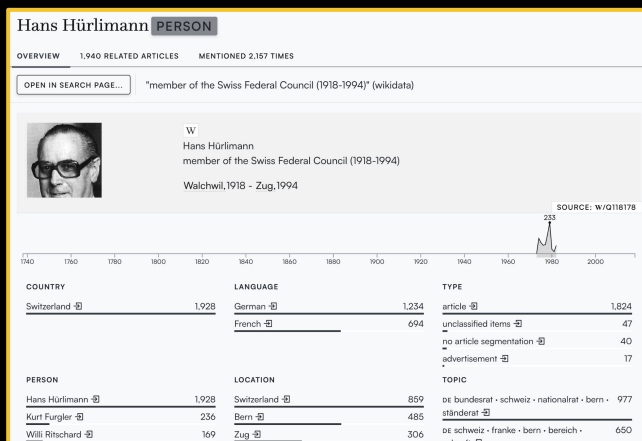 Hans Hürlimann PERSON
OVERVIEW 1,940 RELATED ARTICLES MENTIONED 2,157 TIMES
OPEN IN SEARCH PAGE... "member of the Swiss Federal Council (1918-1994)" (wikidata)
W
Hans Hürlimann
member of the Swiss Federal Council (1918-1994)
Walchwil, 1918 - Zug, 1994
SOURCE: W/Q118178
233
1740 1760 1780 1800 1820 1840 1860 1880 1900 1920 1940 1960 1980 2000
COUNTRY
Switzerland 1,928
LANGUAGE
German 1,234
French 694
TYPE
article 1,824
unclassified items 47
no article segmentation 40
advertisement 17
PERSON
Hans Hürlimann 1,928
Kurt Furgler 236
Willi Ritschard 169
LOCATION
Switzerland 859
Bern 485
Zug 306
TOPIC
DE bundesrat · schweiz · nationalrat · bern · 977
ständerat
DE schweiz · franke · bern · bereich · 650